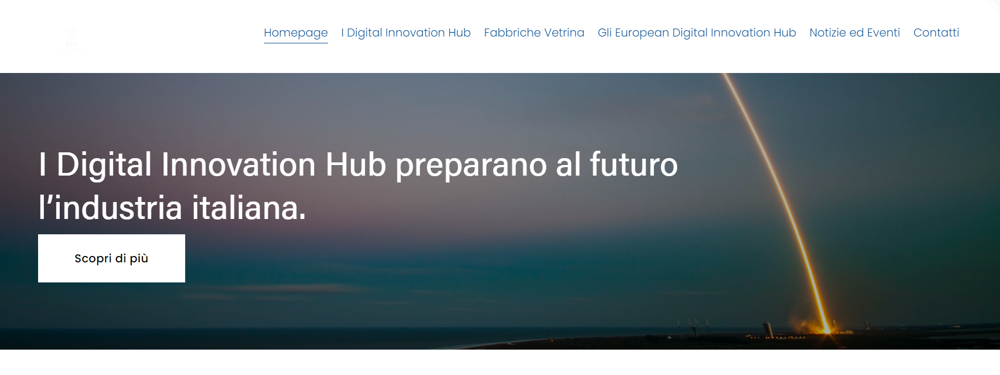 Homepage
I Digital Innovation Hub
Fabbriche Vetrina
Gli European Digital Innovation Hub
Notizie ed Eventi
Contatti
I Digital Innovation Hub preparano al futuro
l’industria italiana.
Scopri di più